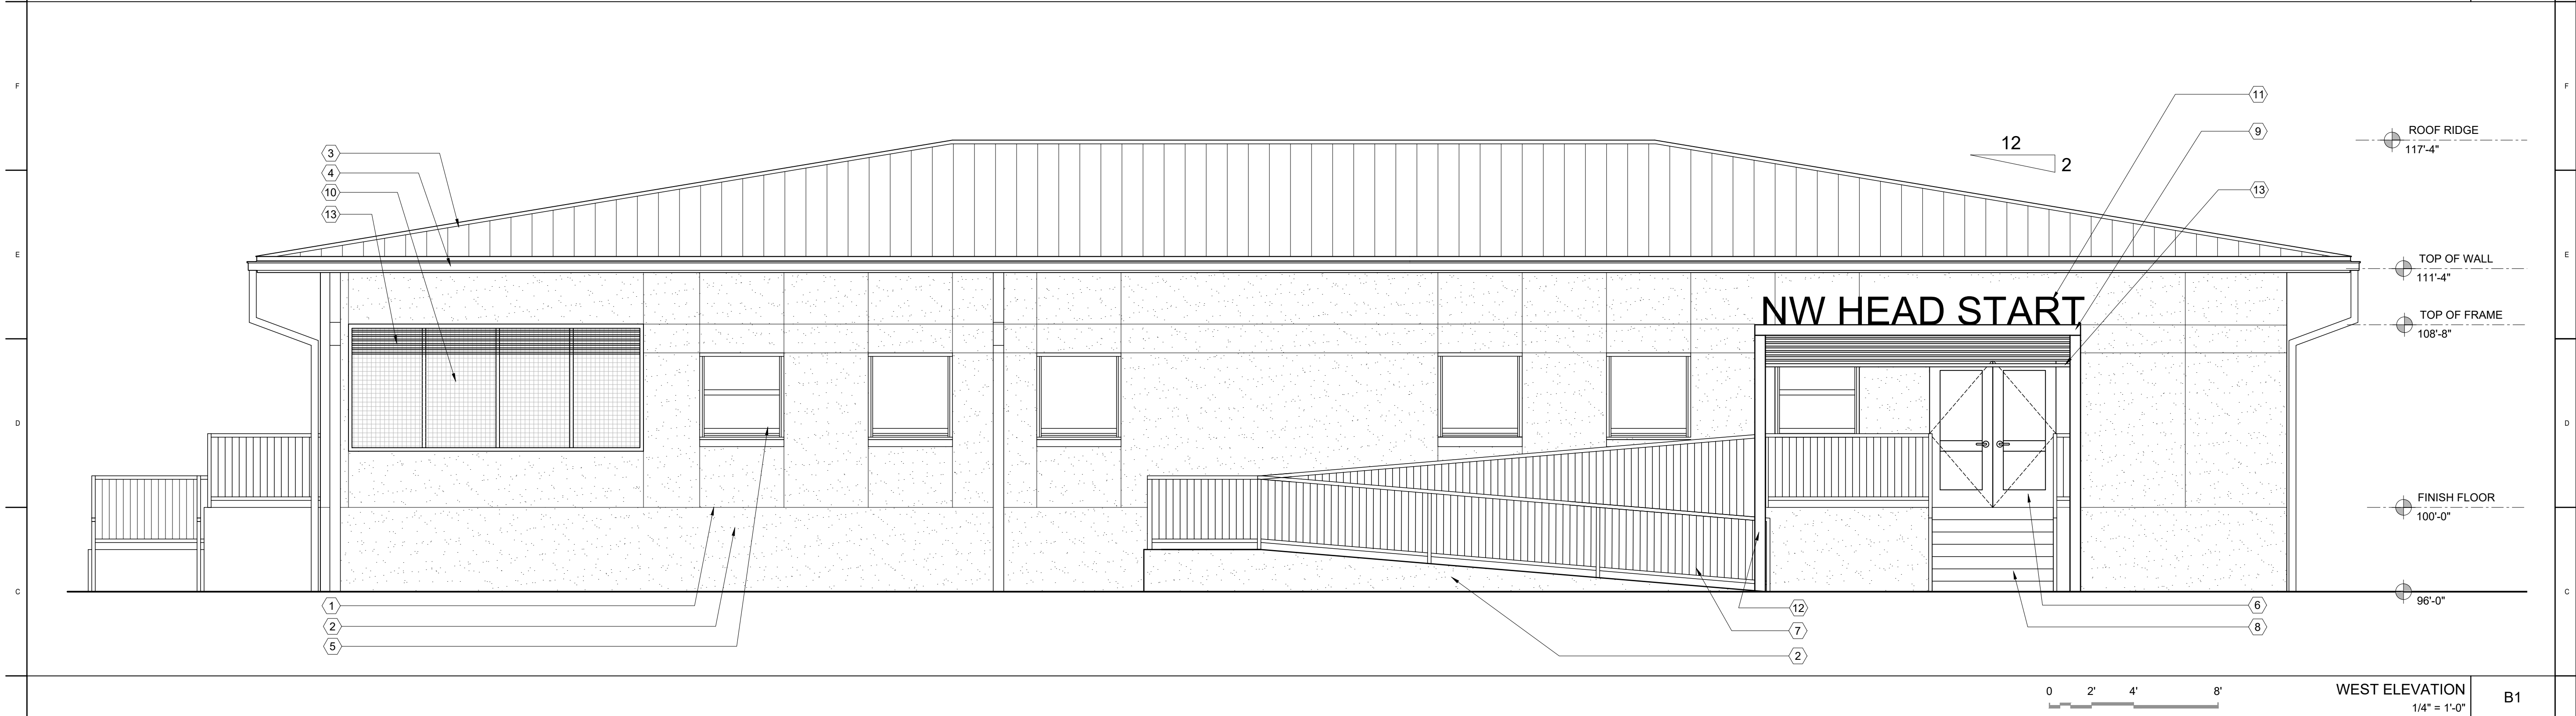 F
F
11
ROOF RIDGE
117'-4"
9
12
2
3
4
10
13
13
E
E
TOP OF WALL
111'-4"
NW HEAD START
TOP OF FRAME
108'-8"
D
D
FINISH FLOOR
100'-0"
C
C
96'-0"
1
2
5
12
7
2
6
8
0 2' 4' 8'
WEST ELEVATION
1/4" = 1'-0"
B1